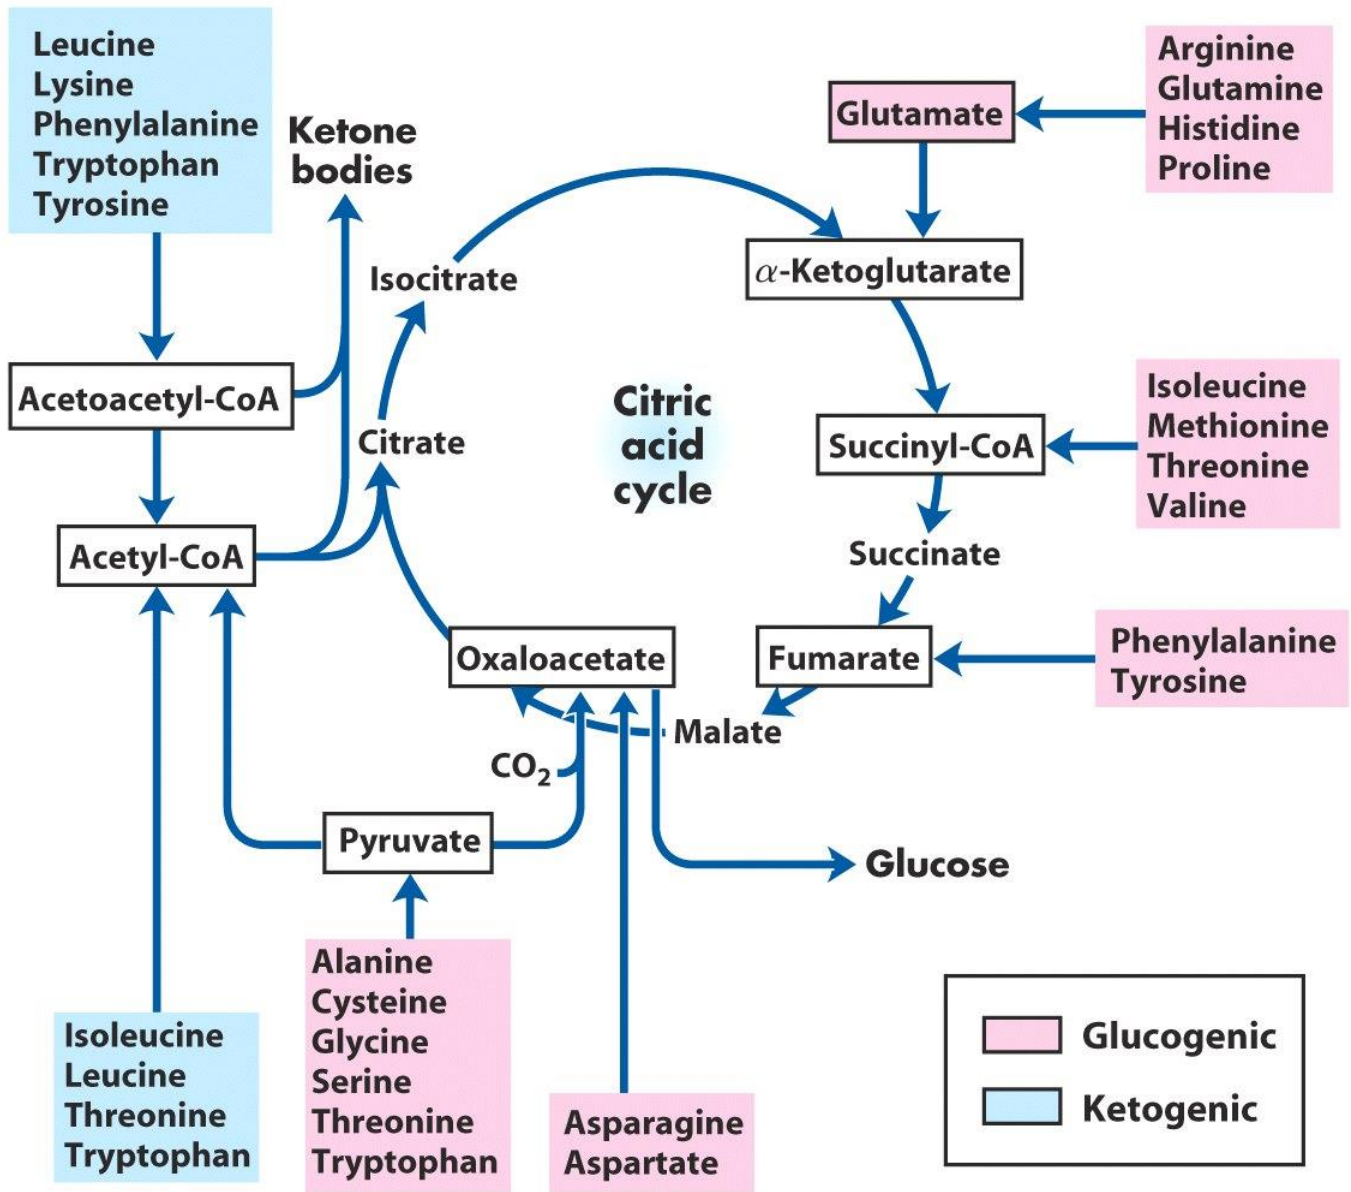 Leucine
Lysine
Phenylalanine
Tryptophan
Tyrosine
Ketone
bodies
Glutamate
Arginine
Glutamine
Histidine
Proline
Isocitrate
α-Ketoglutarate
Acetoacetyl-CoA
Citrate
Citric
acid
cycle
Succinyl-CoA
Isoleucine
Methionine
Threonine
Valine
Acetyl-CoA
Succinate
Oxaloacetate
Fumarate
Phenylalanine
Tyrosine
Malate
CO₂
Pyruvate
Glucose
Isoleucine
Leucine
Threonine
Tryptophan
Alanine
Cysteine
Glycine
Serine
Threonine
Tryptophan
Asparagine
Aspartate
Glucogenic
Ketogenic